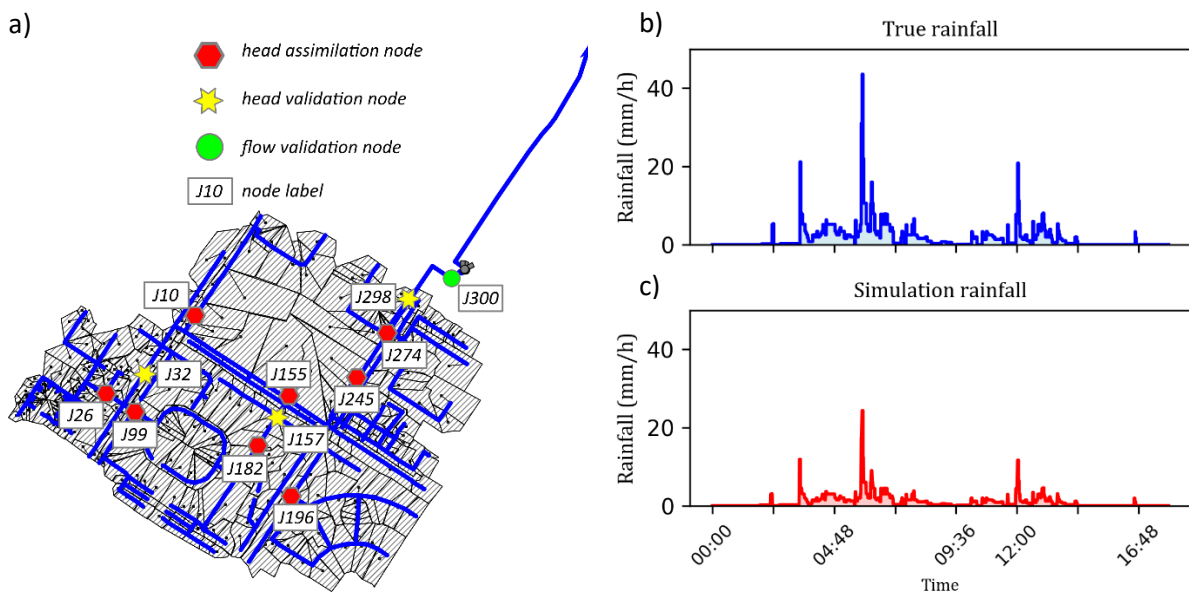 a)
head assimilation node
head validation node
flow validation node
J10 node label
J10
J298
J300
J274
J32
J155
J245
J26
J99
J157
J182
J196
b)
True rainfall
Rainfall (mm/h)
40
20
0
c)
Simulation rainfall
Rainfall (mm/h)
40
20
0
00:00
04:48
09:36
12:00
16:48
Time